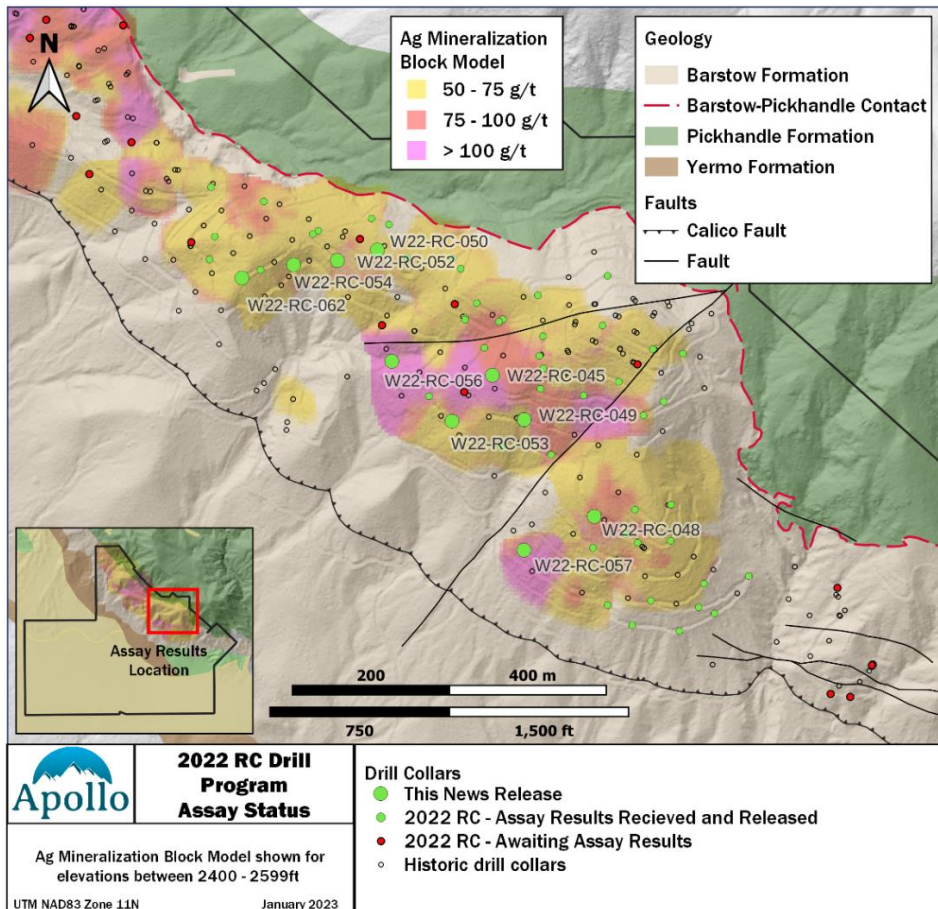 N
Ag Mineralization
Block Model
50 - 75 g/t
75 - 100 g/t
> 100 g/t
Geology
Barstow Formation
Barstow-Pickhandle Contact
Pickhandle Formation
Yermo Formation
Faults
Calico Fault
Fault
W22-RC-050
W22-RC-052
W22-RC-054
W22-RC-062
W22-RC-056
W22-RC-045
W22-RC-049
W22-RC-053
W22-RC-048
W22-RC-057
Assay Results
Location
200
400 m
750
1,500 ft
Apollo
2022 RC Drill
Program
Assay Status
Ag Mineralization Block Model shown for
elevations between 2400 - 2599ft
UTM NAD83 Zone 11N
January 2023
Drill Collars
This News Release
2022 RC - Assay Results Recieved and Released
2022 RC - Awaiting Assay Results
Historic drill collars